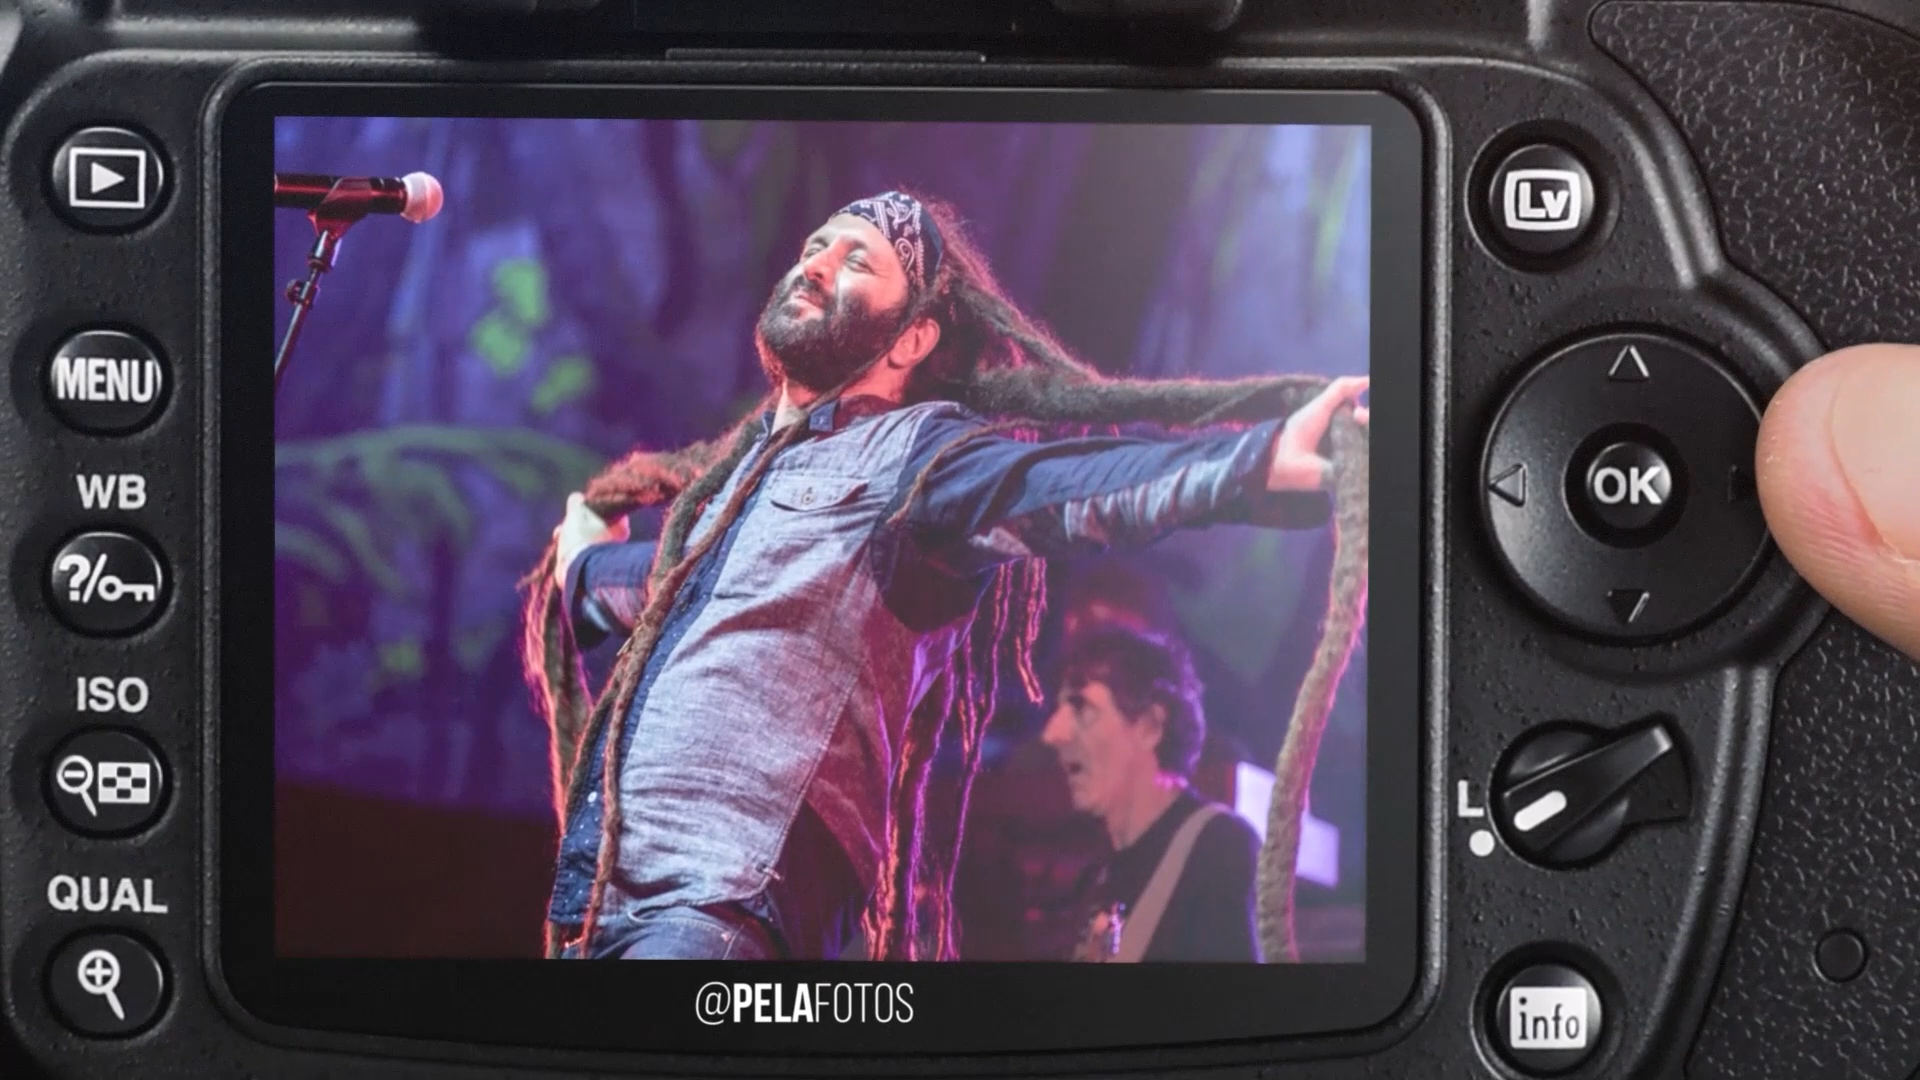 MENU
WB
?/
ISO
QUAL
@PELAFOTOS
Lv
OK
L
info